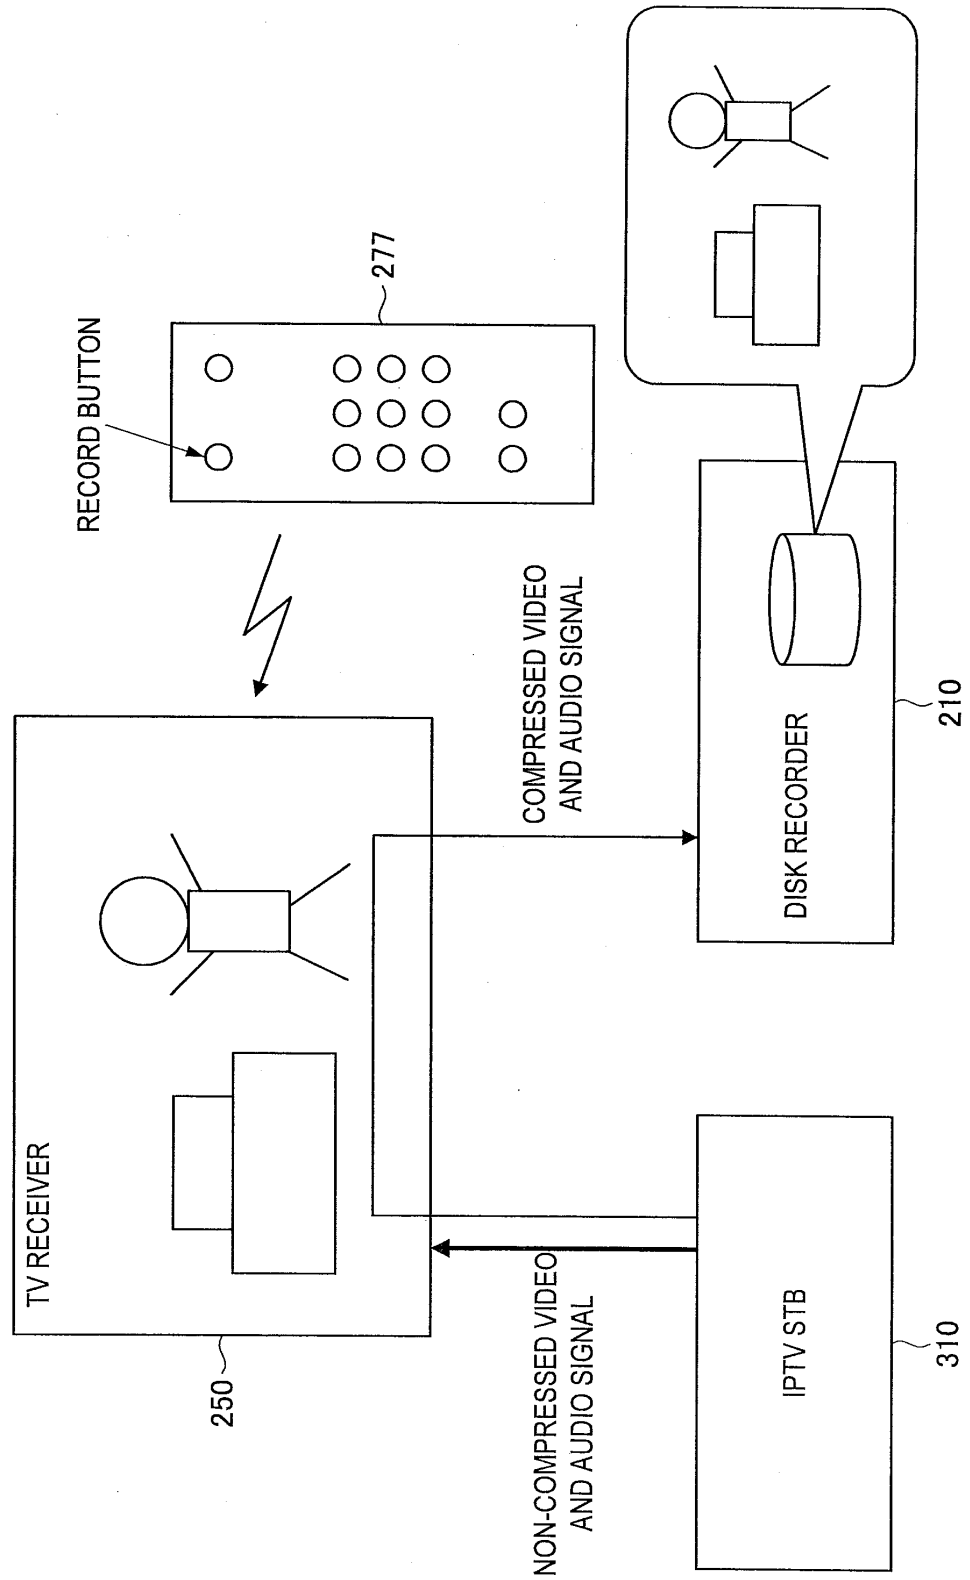 TV RECEIVER
250
RECORD BUTTON
277
NON-COMPRESSED VIDEO
AND AUDIO SIGNAL
COMPRESSED VIDEO
AND AUDIO SIGNAL
IPTV STB
310
DISK RECORDER
210